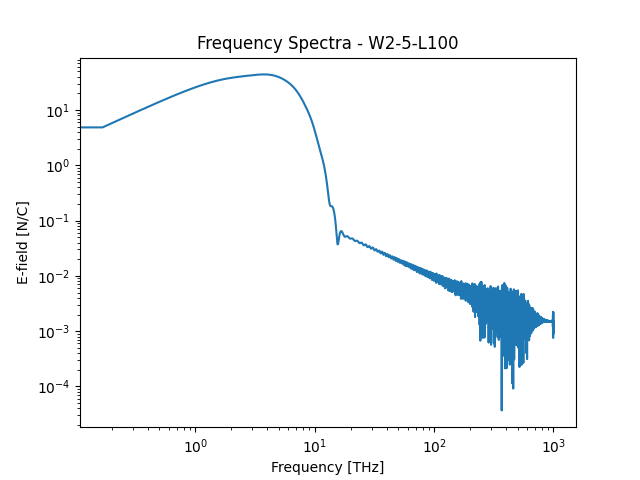 Frequency Spectra - W2-5-L100
E-field [N/C]
10¹
10⁰
10⁻¹
10⁻²
10⁻³
10⁻⁴
10⁰ 10¹ 10² 10³
Frequency [THz]